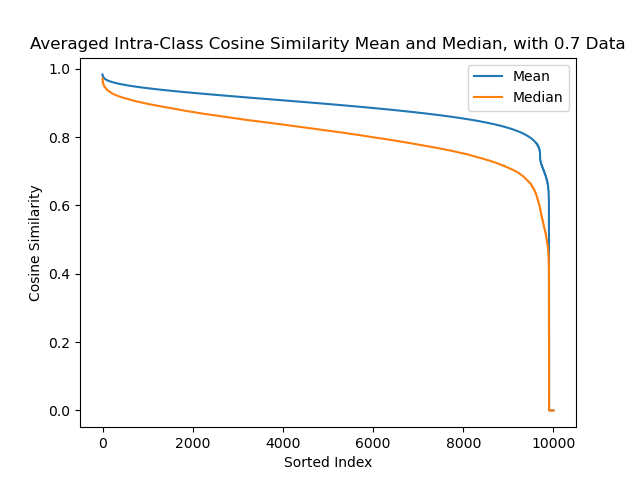 Averaged Intra-Class Cosine Similarity Mean and Median, with 0.7 Data
1.0
0.8
0.6
0.4
0.2
0.0
Cosine Similarity
Mean
Median
0 2000 4000 6000 8000 10000
Sorted Index